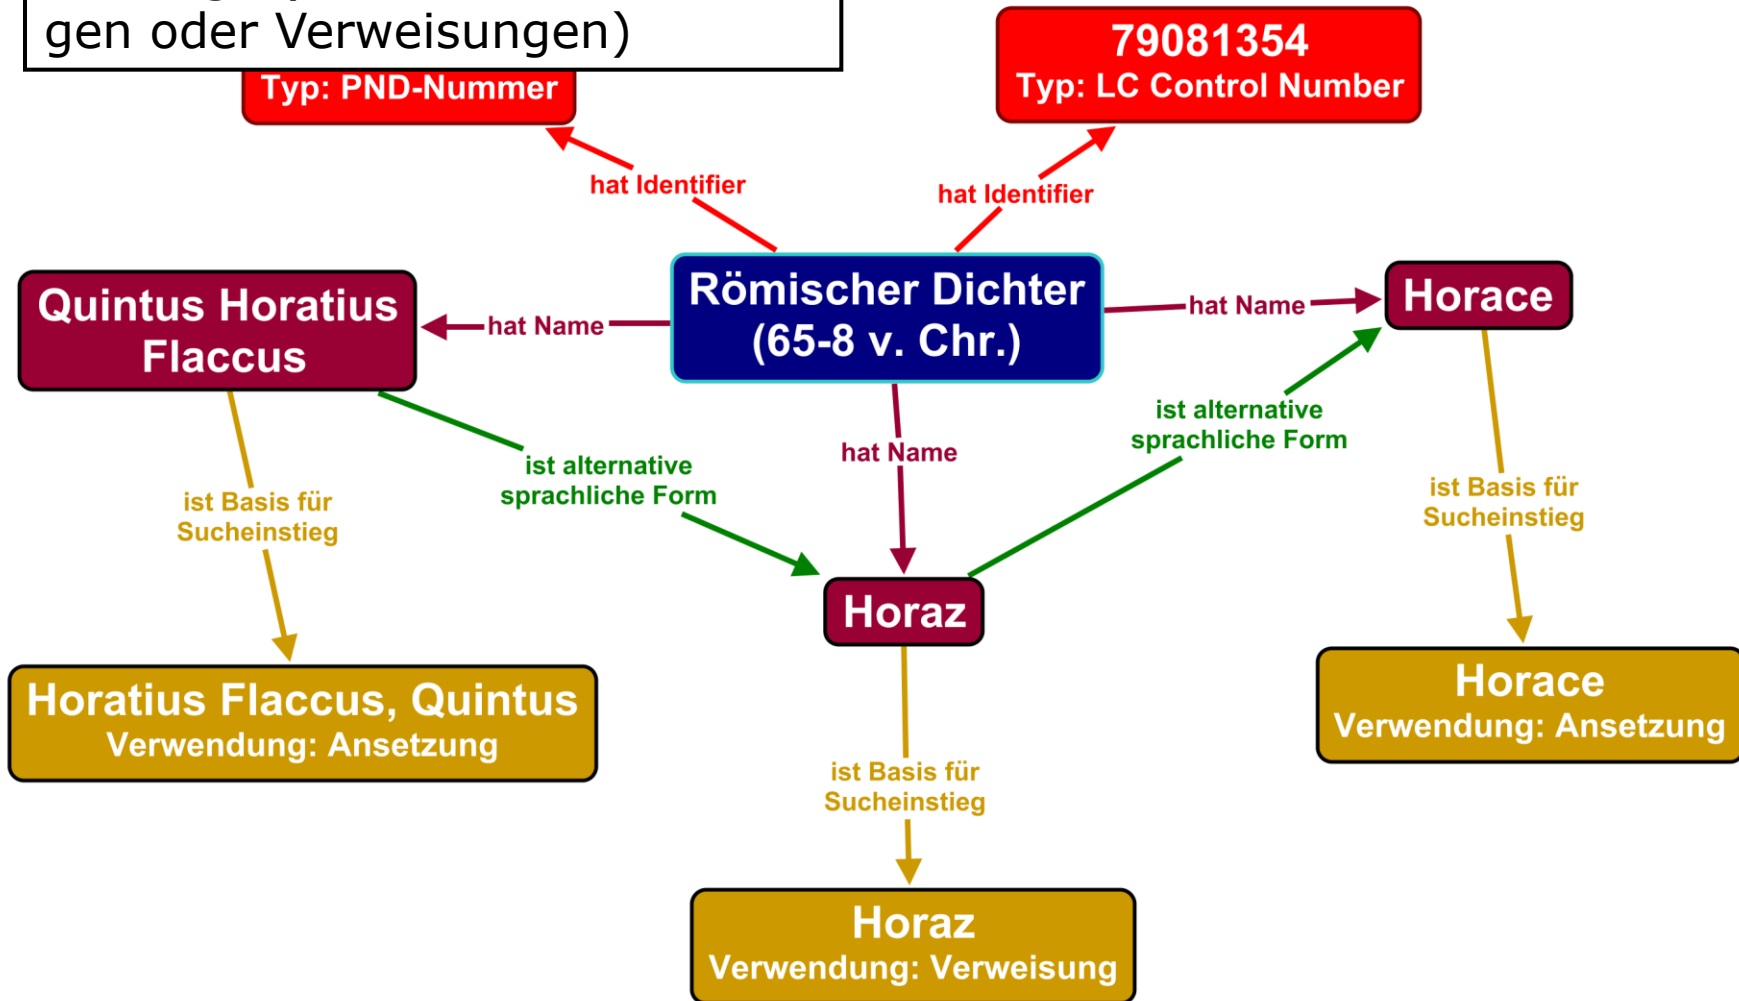 gen oder Verweisungen)
79081354
Typ: PND-Nummer
Typ: LC Control Number
hat Identifier
hat Identifier
Quintus Horatius
Flaccus
hat Name
Römischer Dichter
(65-8 v. Chr.)
hat Name
Horace
hat Name
ist alternative
sprachliche Form
ist alternative
sprachliche Form
ist Basis für
Sucheinstieg
ist Basis für
Sucheinstieg
Horaz
Horatius Flaccus, Quintus
Verwendung: Ansetzung
Horace
Verwendung: Ansetzung
ist Basis für
Sucheinstieg
Horaz
Verwendung: Verweisung